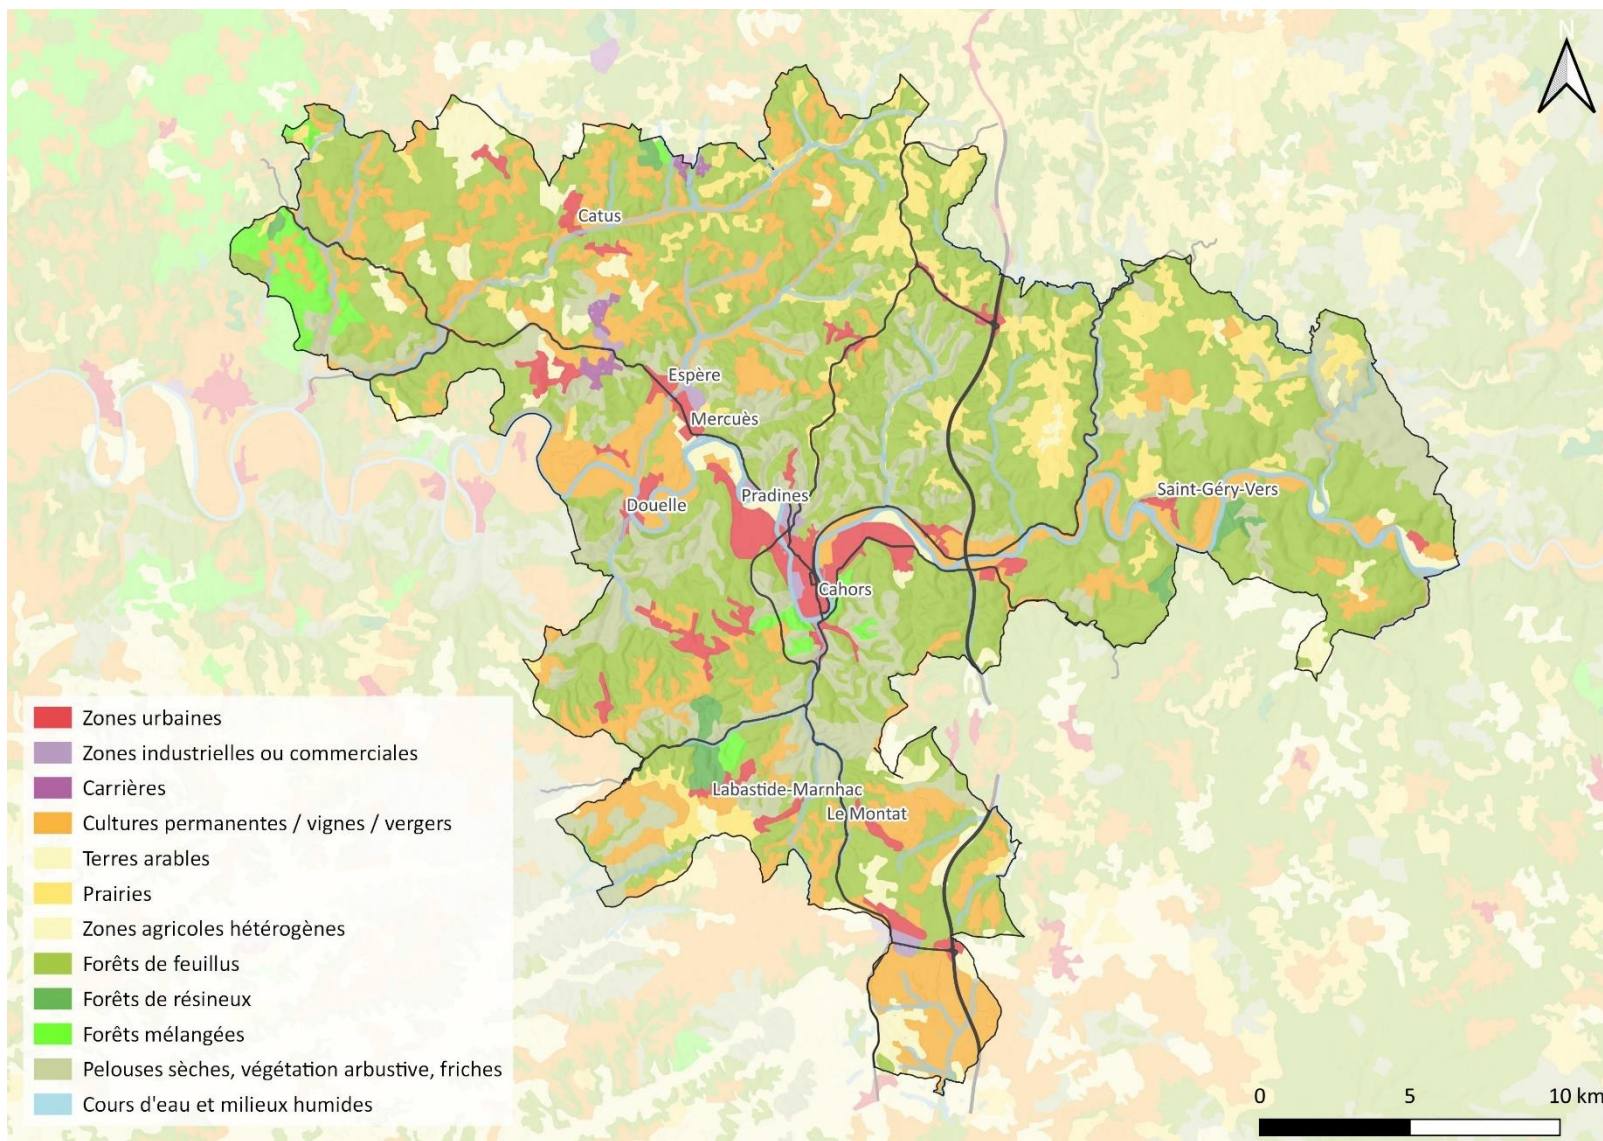 N
Catus
Espère
Mercuès
Pradines
Saint-Géry-Vers
Douelle
Cahors
Labastide-Marnhac
Le Montat
Zones urbaines
Zones industrielles ou commerciales
Carrières
Cultures permanentes / vignes / vergers
Terres arables
Prairies
Zones agricoles hétérogènes
Forêts de feuillus
Forêts de résineux
Forêts mélangées
Pelouses sèches, végétation arbustive, friches
Cours d'eau et milieux humides
0 5 10 km